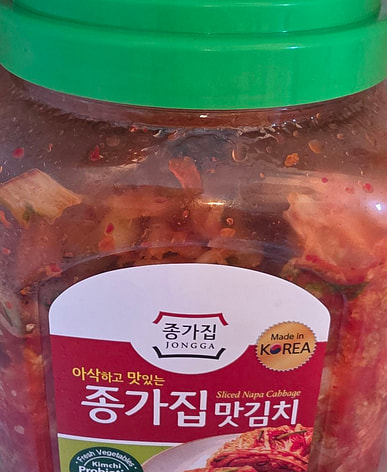 종가집
JONGGA
Made in
KOREA
아삭하고 맛있는
Sliced Napa Cabbage
종가집 맛김치
Fresh Vegetables
Kimchi